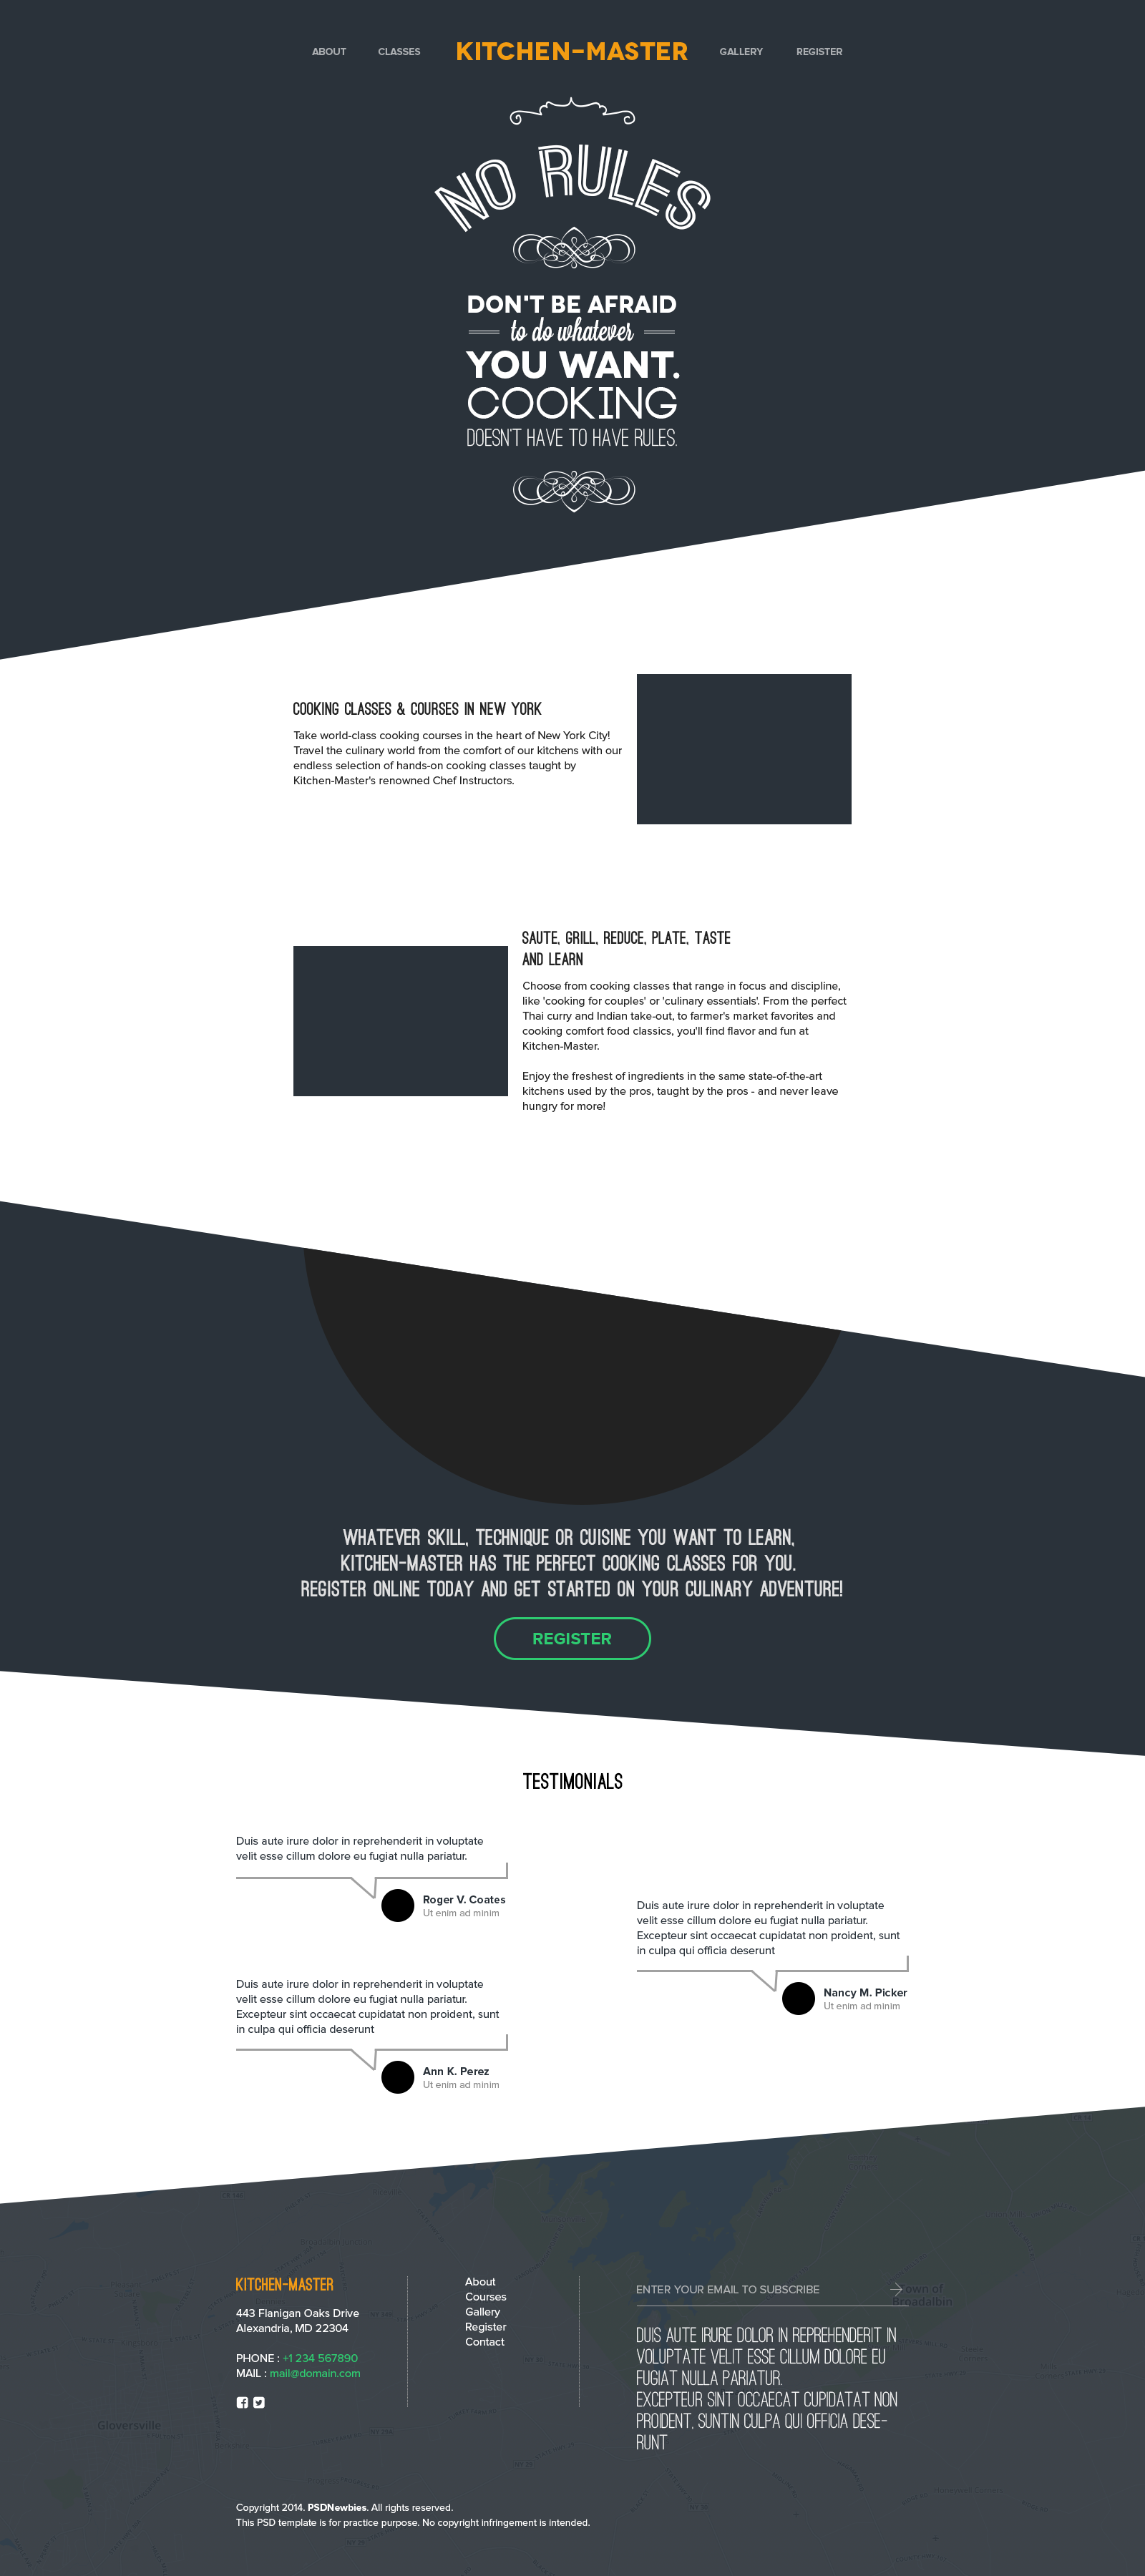 ABOUT CLASSES KITCHEN-MASTER GALLERY REGISTER
NO RULES
DON'T BE AFRAID
to do whatever
YOU WANT.
COOKING
DOESN'T HAVE TO HAVE RULES.
COOKING CLASSES & COURSES IN NEW YORK
Take world-class cooking courses in the heart of New York City!
Travel the culinary world from the comfort of our kitchens with our
endless selection of hands-on cooking classes taught by
Kitchen-Master's renowned Chef Instructors.
SAUTE, GRILL, REDUCE, PLATE, TASTE
AND LEARN
Choose from cooking classes that range in focus and discipline,
like 'cooking for couples' or 'culinary essentials'. From the perfect
Thai curry and Indian take-out, to farmer's market favorites and
cooking comfort food classics, you'll find flavor and fun at
Kitchen-Master.
Enjoy the freshest of ingredients in the same state-of-the-art
kitchens used by the pros, taught by the pros - and never leave
hungry for more!
WHATEVER SKILL, TECHNIQUE OR CUISINE YOU WANT TO LEARN,
KITCHEN-MASTER HAS THE PERFECT COOKING CLASSES FOR YOU.
REGISTER ONLINE TODAY AND GET STARTED ON YOUR CULINARY ADVENTURE!
REGISTER
TESTIMONIALS
Duis aute irure dolor in reprehenderit in voluptate
velit esse cillum dolore eu fugiat nulla pariatur.
Roger V. Coates
Ut enim ad minim
Duis aute irure dolor in reprehenderit in voluptate
velit esse cillum dolore eu fugiat nulla pariatur.
Excepteur sint occaecat cupidatat non proident, sunt
in culpa qui officia deserunt
Nancy M. Picker
Ut enim ad minim
Duis aute irure dolor in reprehenderit in voluptate
velit esse cillum dolore eu fugiat nulla pariatur.
Excepteur sint occaecat cupidatat non proident, sunt
in culpa qui officia deserunt
Ann K. Perez
Ut enim ad minim
KITCHEN-MASTER
443 Flanigan Oaks Drive
Alexandria, MD 22304
PHONE : +1 234 567890
MAIL : mail@domain.com
About
Courses
Gallery
Register
Contact
ENTER YOUR EMAIL TO SUBSCRIBE
DUIS AUTE IRURE DOLOR IN REPREHENDERIT IN
VOLUPTATE VELIT ESSE CILLUM DOLORE EU
FUGIAT NULLA PARIATUR.
EXCEPTEUR SINT OCCAECAT CUPIDATAT NON
PROIDENT, SUNTIN CULPA QUI OFFICIA DESE-
RUNT
own of
Broadalbin
Gloversville
Copyright 2014. PSDNewbies. All rights reserved.
This PSD template is for practice purpose. No copyright infringement is intended.